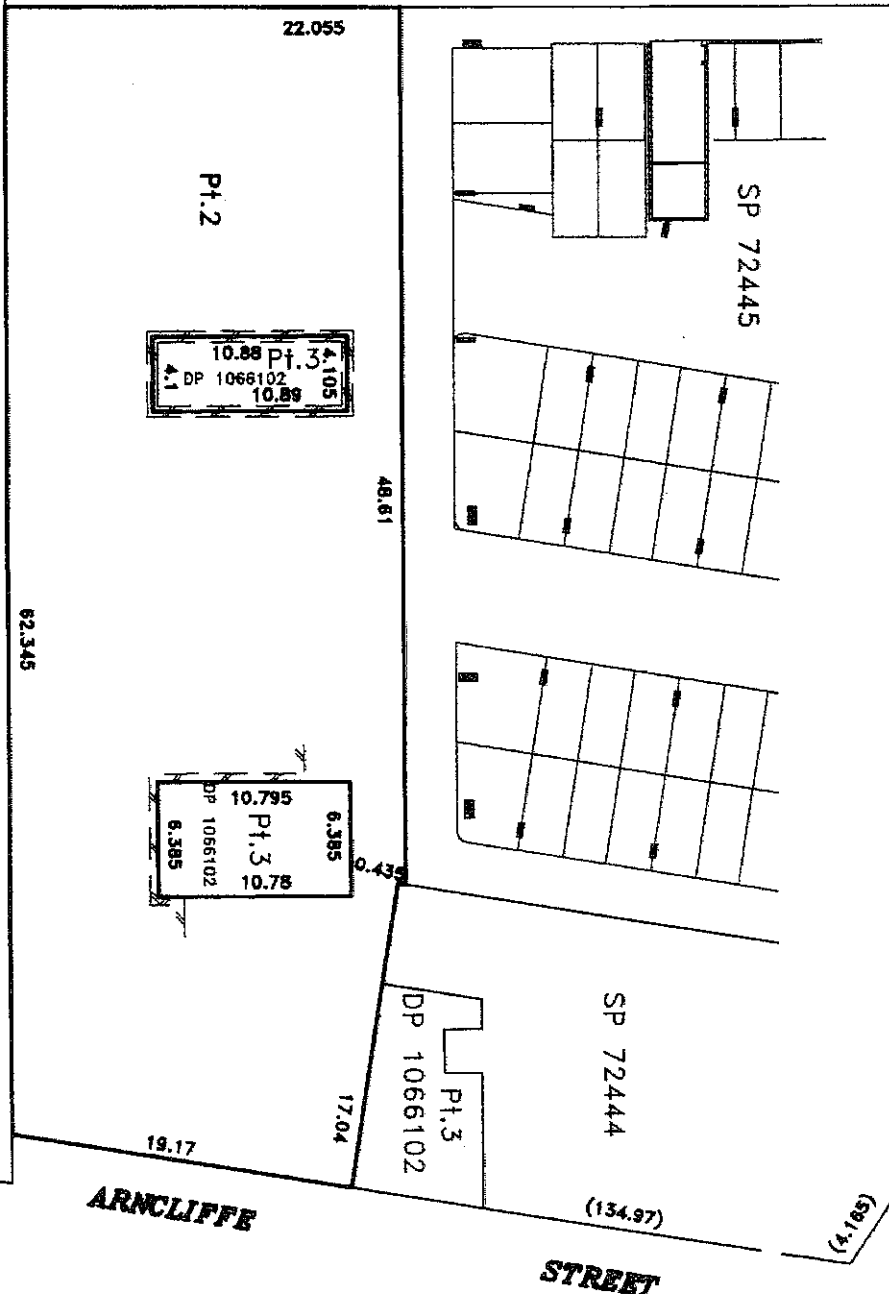 22.055
Pt.2
SP 72445
10.88
Pt.3
4.105
4.1
DP 1066102
10.89
48.61
62.345
10.795
6.385
Pt.3
DP 1066102
6.385
10.78
0.435
SP 72444
Pt.3
DP 1066102
17.04
19.17
(134.97)
(4.165)
ARNCLIFFE
STREET